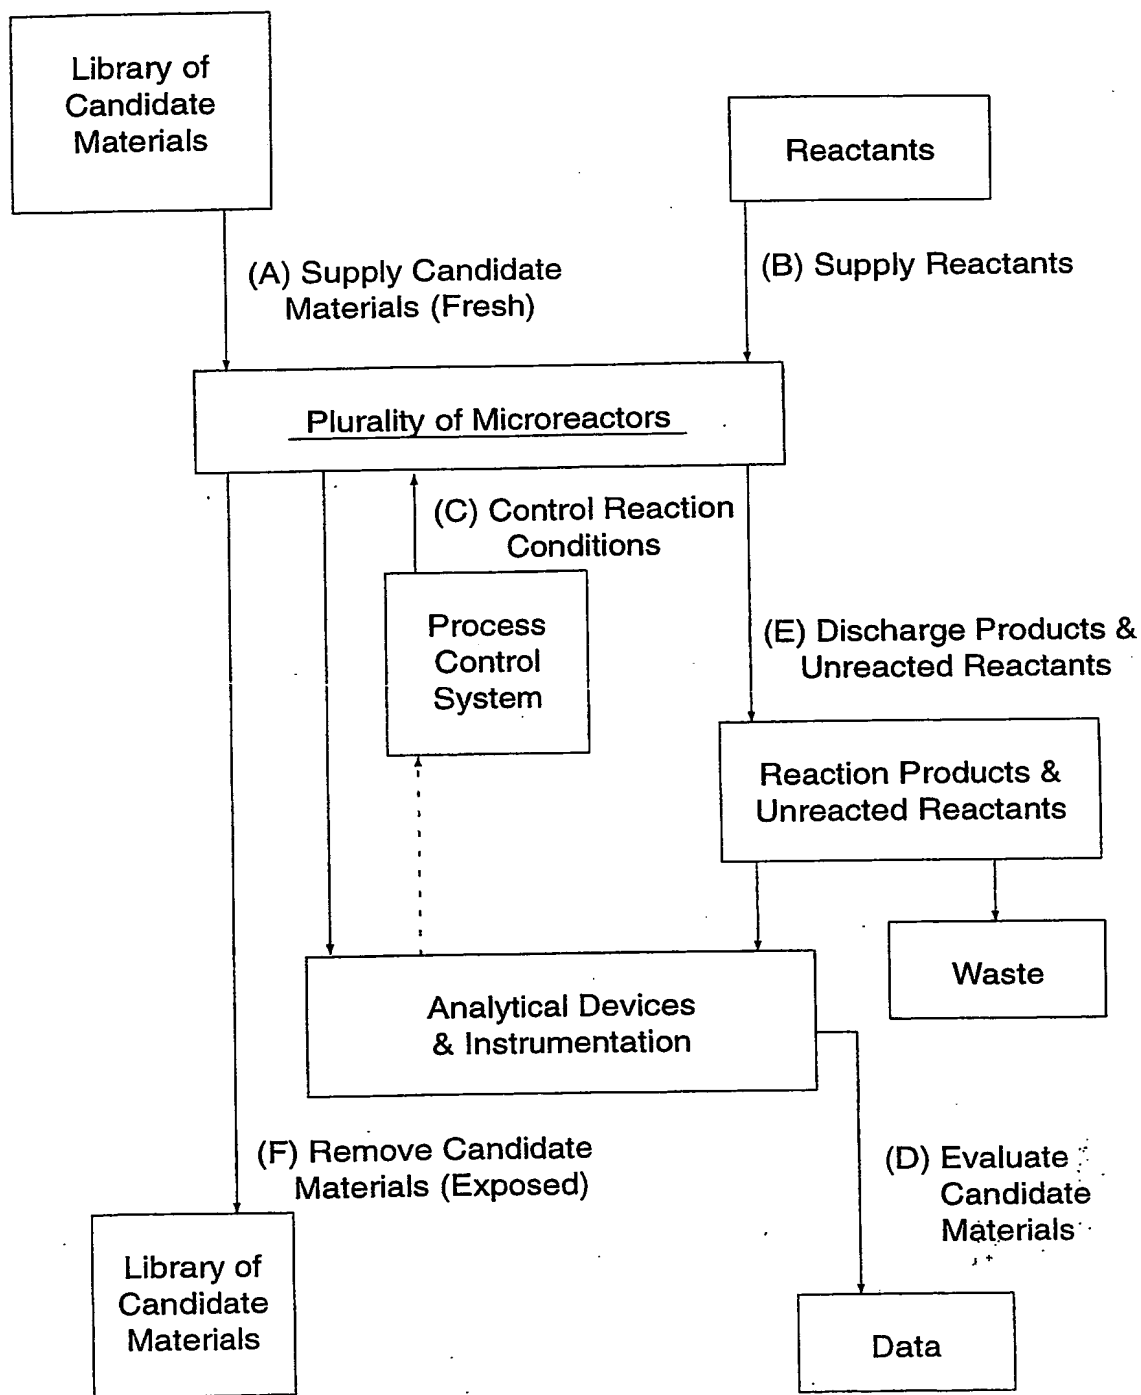 Library of
Candidate
Materials
Reactants
(A) Supply Candidate
Materials (Fresh)
(B) Supply Reactants
Plurality of Microreactors
(C) Control Reaction
Conditions
Process
Control
System
(E) Discharge Products &
Unreacted Reactants
Reaction Products &
Unreacted Reactants
Waste
Analytical Devices
& Instrumentation
(F) Remove Candidate
Materials (Exposed)
(D) Evaluate
Candidate
Materials
Library of
Candidate
Materials
Data